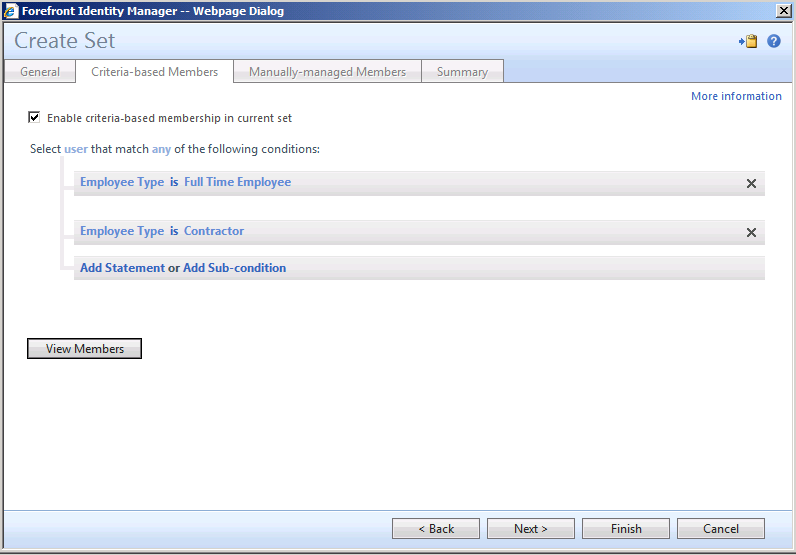 Forefront Identity Manager -- Webpage Dialog
Create Set
General Criteria-based Members Manually-managed Members Summary
More information
Enable criteria-based membership in current set
Select user that match any of the following conditions:
Employee Type is Full Time Employee
Employee Type is Contractor
Add Statement or Add Sub-condition
View Members
< Back Next > Finish Cancel